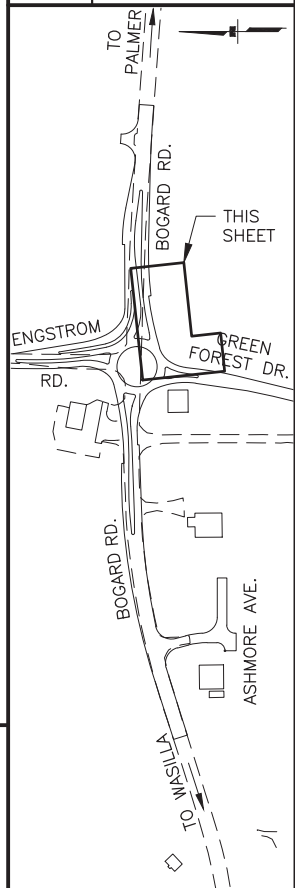 TO
PALMER
BOGARD RD.
THIS
SHEET
ENGSTROM
RD.
GREEN
FOREST DR.
BOGARD RD.
ASHMORE AVE.
TO WASILLA